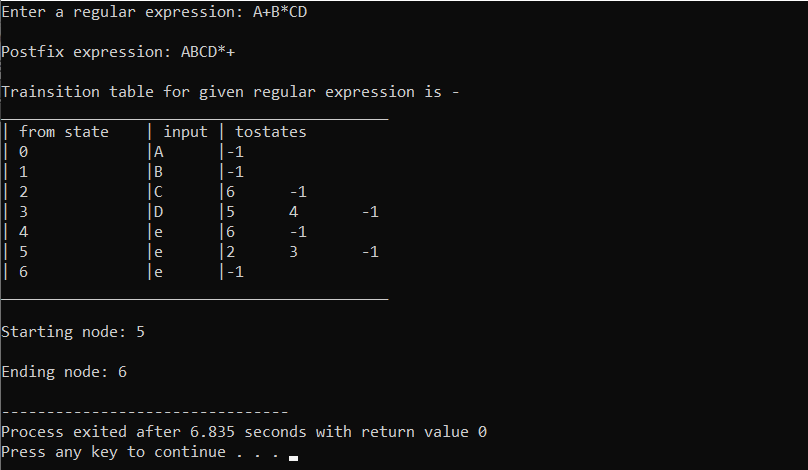 Enter a regular expression: A+B*CD
Postfix expression: ABCD*+
Trainsition table for given regular expression is -
| from state | input | tostates
| 0 |A |-1
| 1 |B |-1
| 2 |C |6 -1
| 3 |D |5 4 -1
| 4 |e |6 -1
| 5 |e |2 3 -1
| 6 |e |-1
Starting node: 5
Ending node: 6
--------------------------------
Process exited after 6.835 seconds with return value 0
Press any key to continue . . .